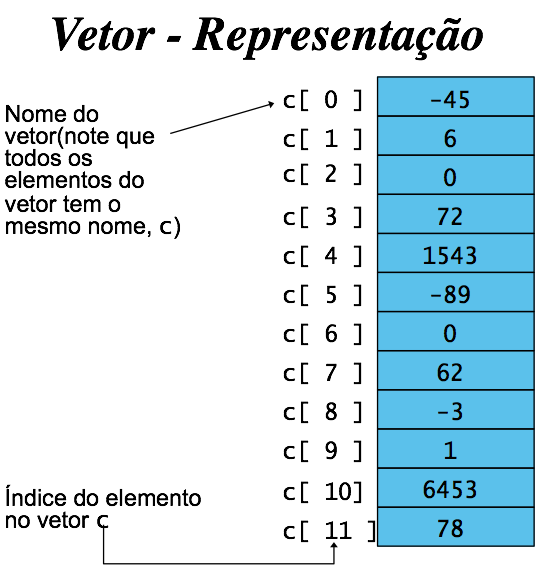 Vetor - Representação
Nome do
vetor(note que
todos os
elementos do
vetor tem o
mesmo nome, c)
c[ 0 ] -45
c[ 1 ] 6
c[ 2 ] 0
c[ 3 ] 72
c[ 4 ] 1543
c[ 5 ] -89
c[ 6 ] 0
c[ 7 ] 62
c[ 8 ] -3
c[ 9 ] 1
c[ 10] 6453
c[ 11 ] 78
Índice do elemento
no vetor c